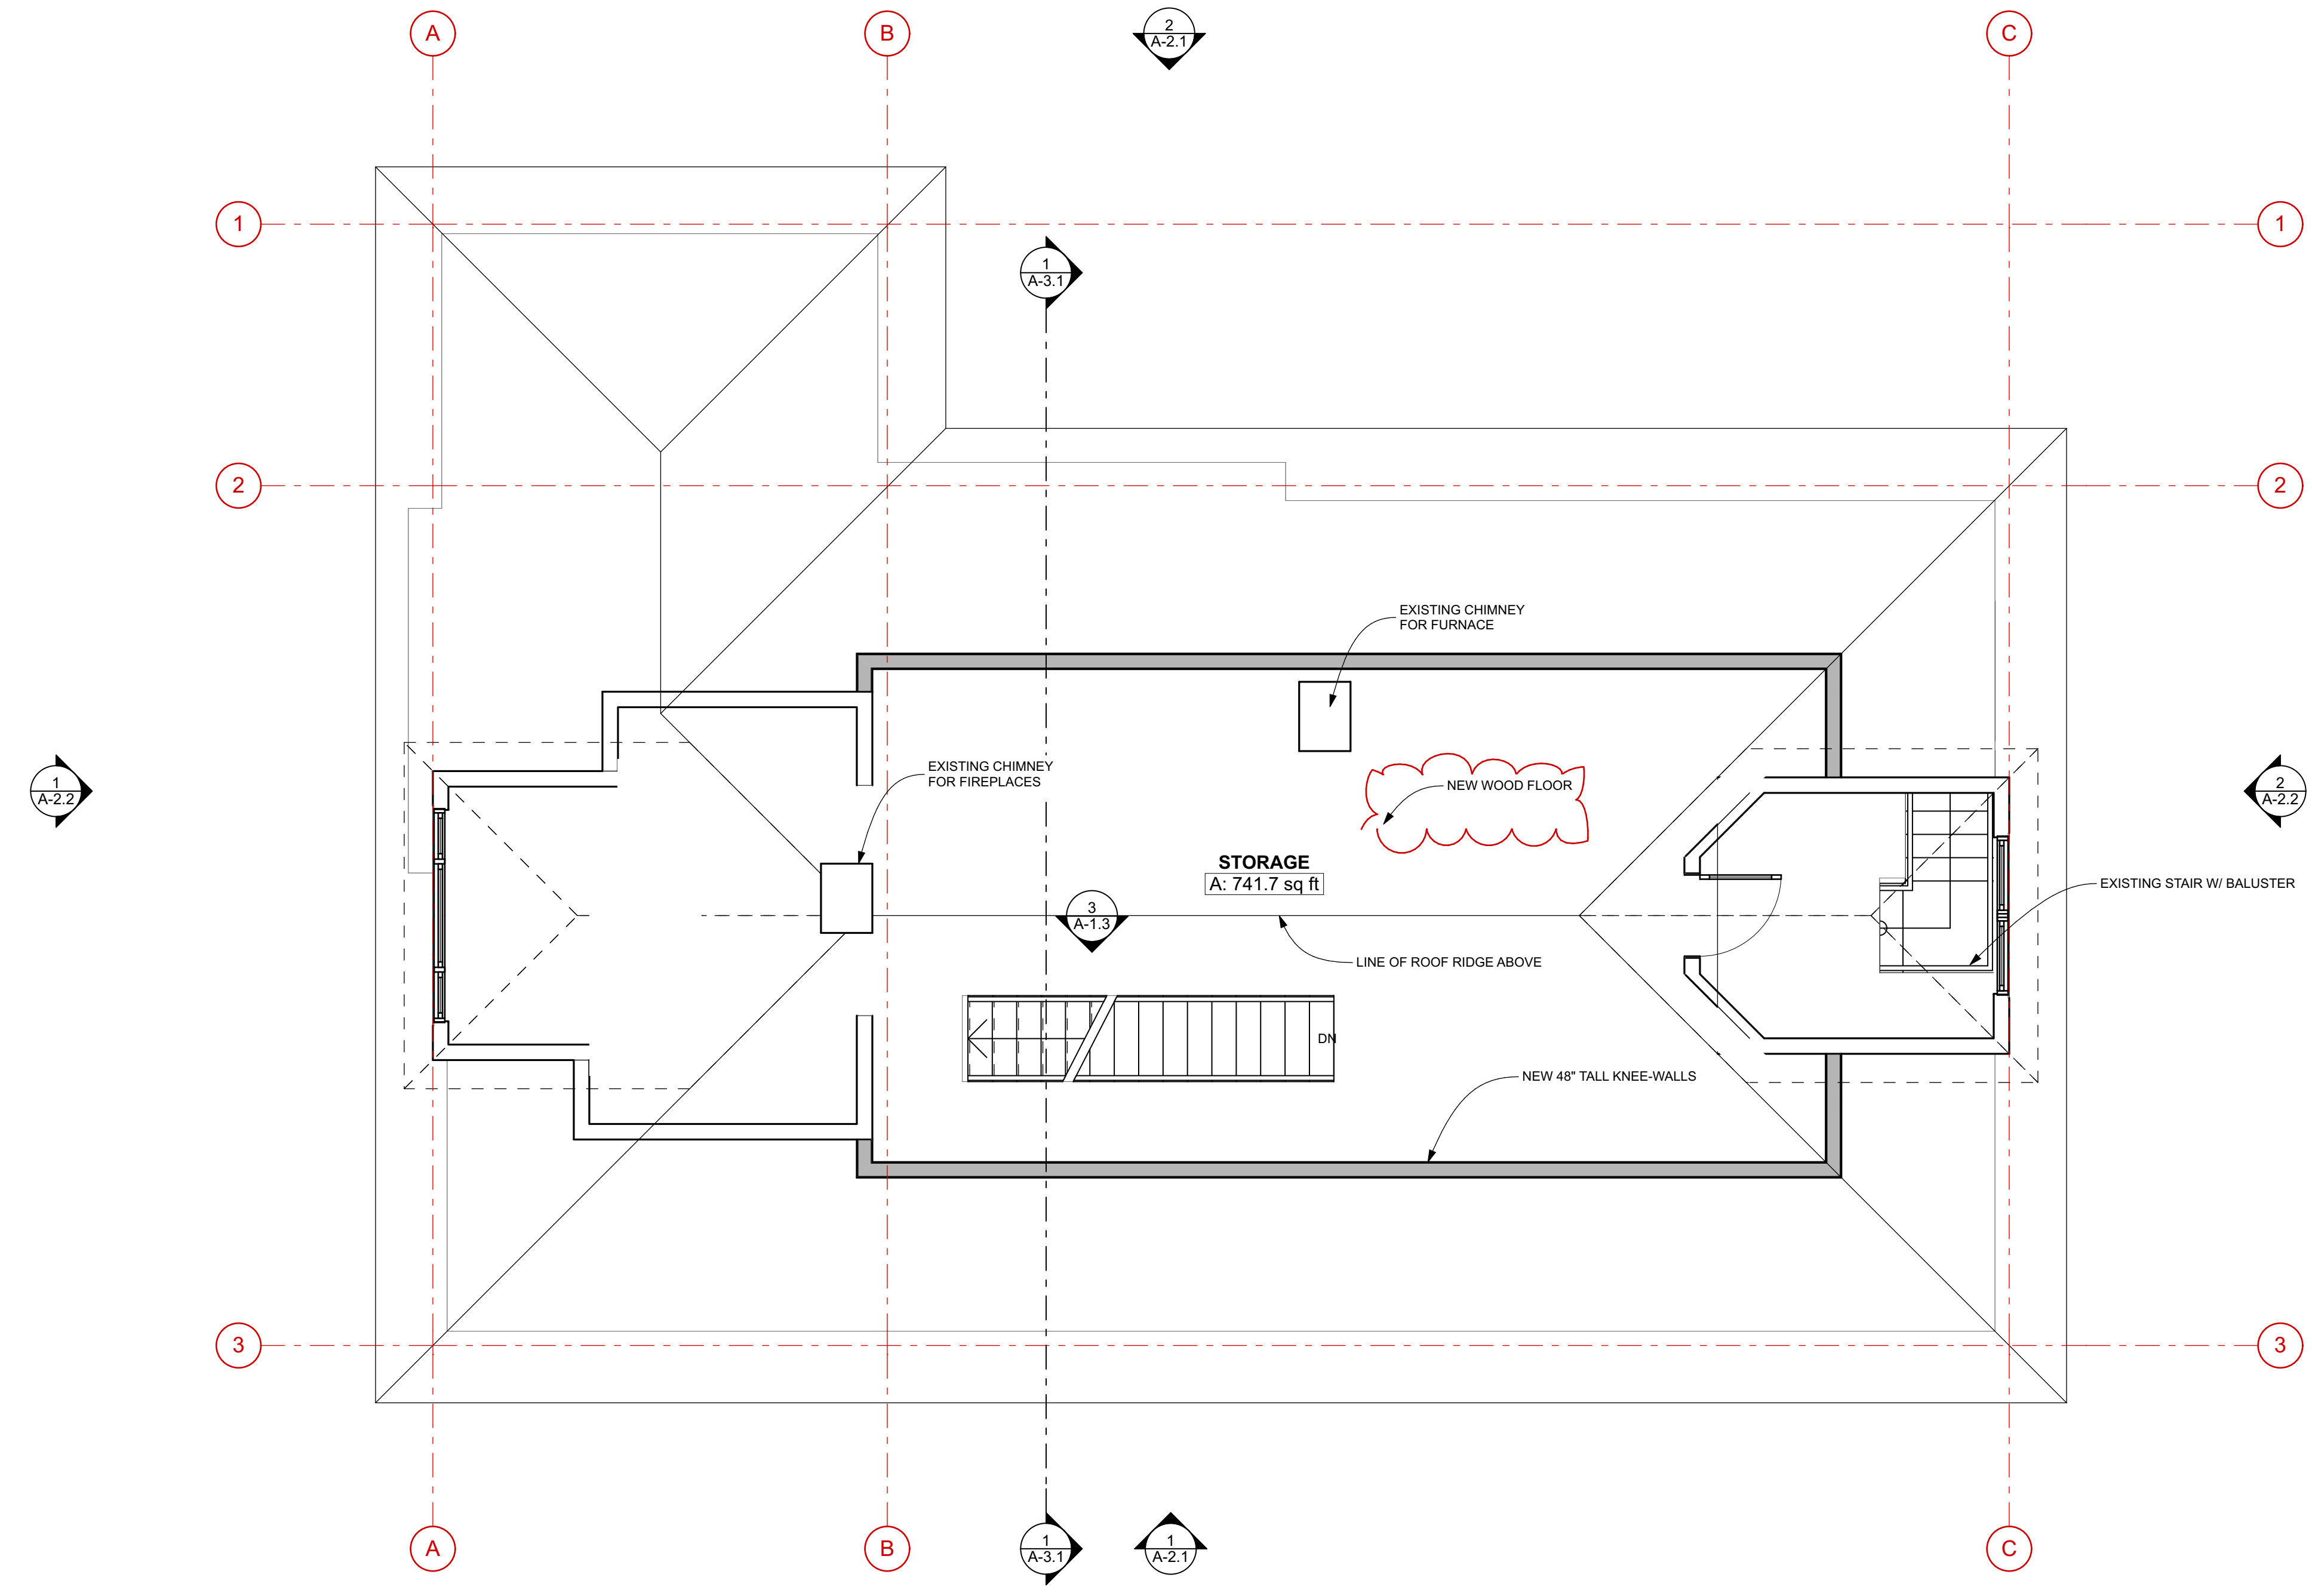 A
B
2
A-2.1
C
1
1
1
A-3.1
2
2
EXISTING CHIMNEY
FOR FURNACE
EXISTING CHIMNEY
FOR FIREPLACES
1
A-2.2
NEW WOOD FLOOR
2
A-2.2
STORAGE
A: 741.7 sq ft
EXISTING STAIR W/ BALUSTER
3
A-1.3
LINE OF ROOF RIDGE ABOVE
DN
NEW 48" TALL KNEE-WALLS
3
3
A
B
1
A-3.1
1
A-2.1
C